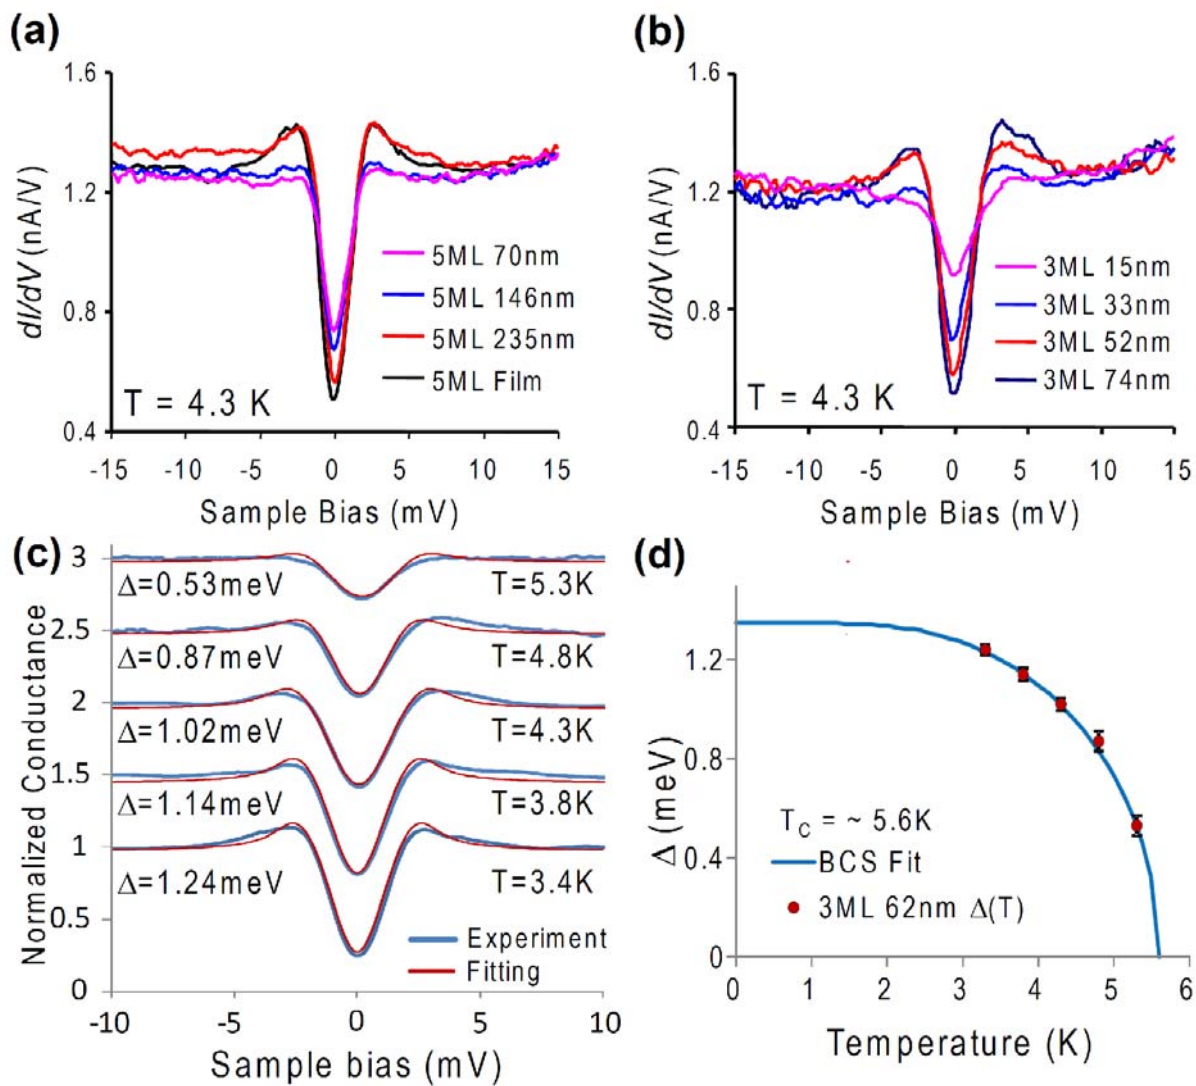 (a)
1.6
1.2
0.8
0.4
dI/dV (nA/V)
5ML 70nm
5ML 146nm
5ML 235nm
5ML Film
T = 4.3 K
-15 -10 -5 0 5 10 15
Sample Bias (mV)
(b)
1.6
1.2
0.8
0.4
dI/dV (nA/V)
3ML 15nm
3ML 33nm
3ML 52nm
3ML 74nm
T = 4.3 K
-15 -10 -5 0 5 10 15
Sample Bias (mV)
(c)
3
2.5
2
1.5
1
0.5
0
Normalized Conductance
Δ=0.53meV T=5.3K
Δ=0.87meV T=4.8K
Δ=1.02meV T=4.3K
Δ=1.14meV T=3.8K
Δ=1.24meV T=3.4K
Experiment
Fitting
-10 -5 0 5 10
Sample bias (mV)
(d)
1.2
0.8
0.4
0
Δ (meV)
T_C = ~ 5.6K
BCS Fit
3ML 62nm Δ(T)
0 1 2 3 4 5 6
Temperature (K)